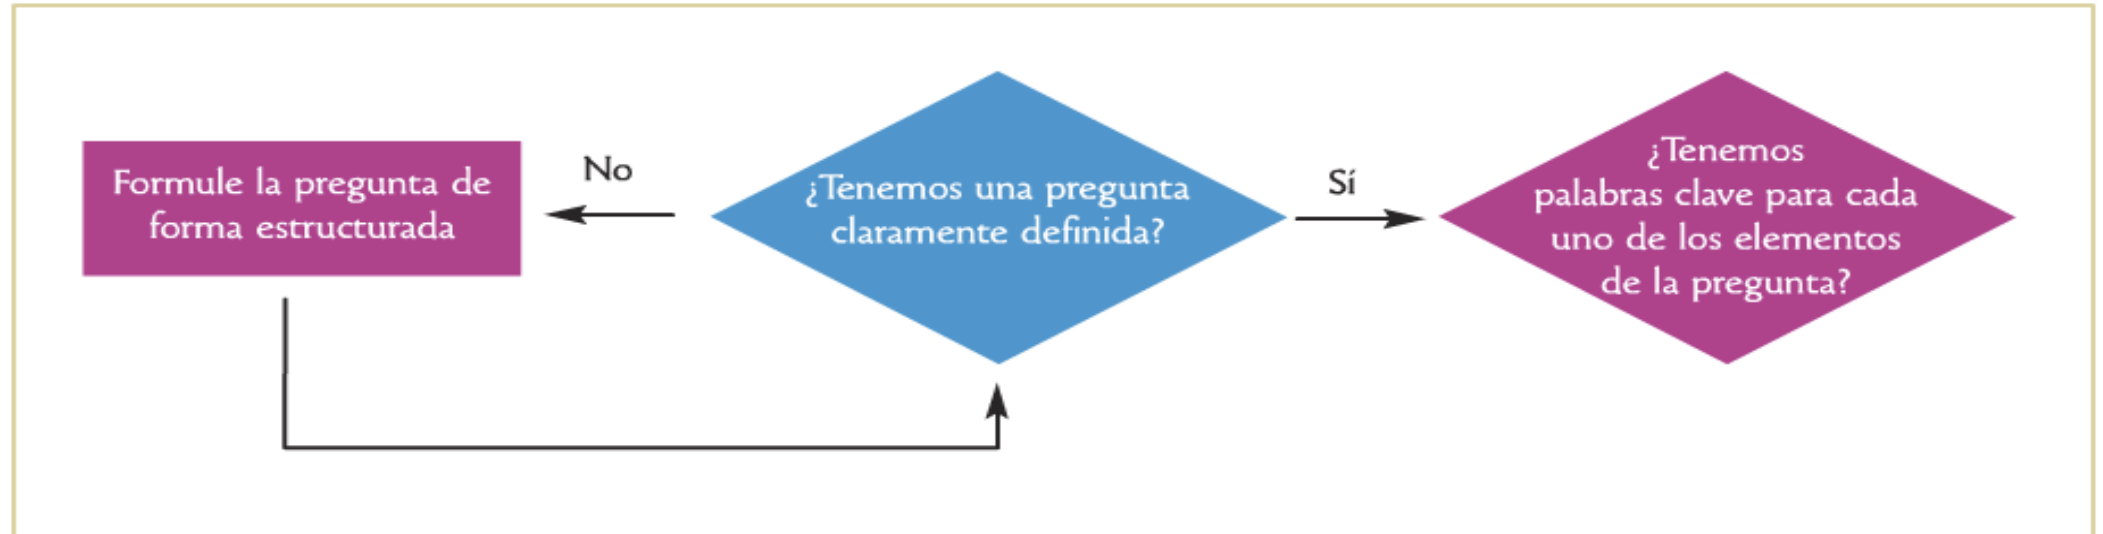 Formule la pregunta de
forma estructurada
No
¿Tenemos una pregunta
claramente definida?
Sí
¿Tenemos
palabras clave para cada
uno de los elementos
de la pregunta?